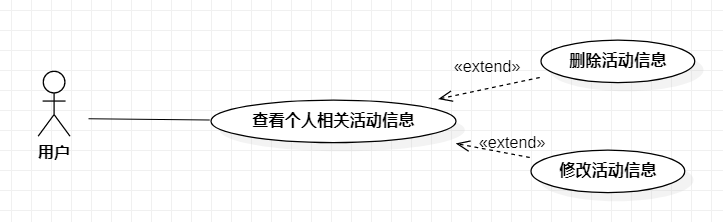 删除活动信息
«extend»
查看个人相关活动信息
«extend»
用户
修改活动信息